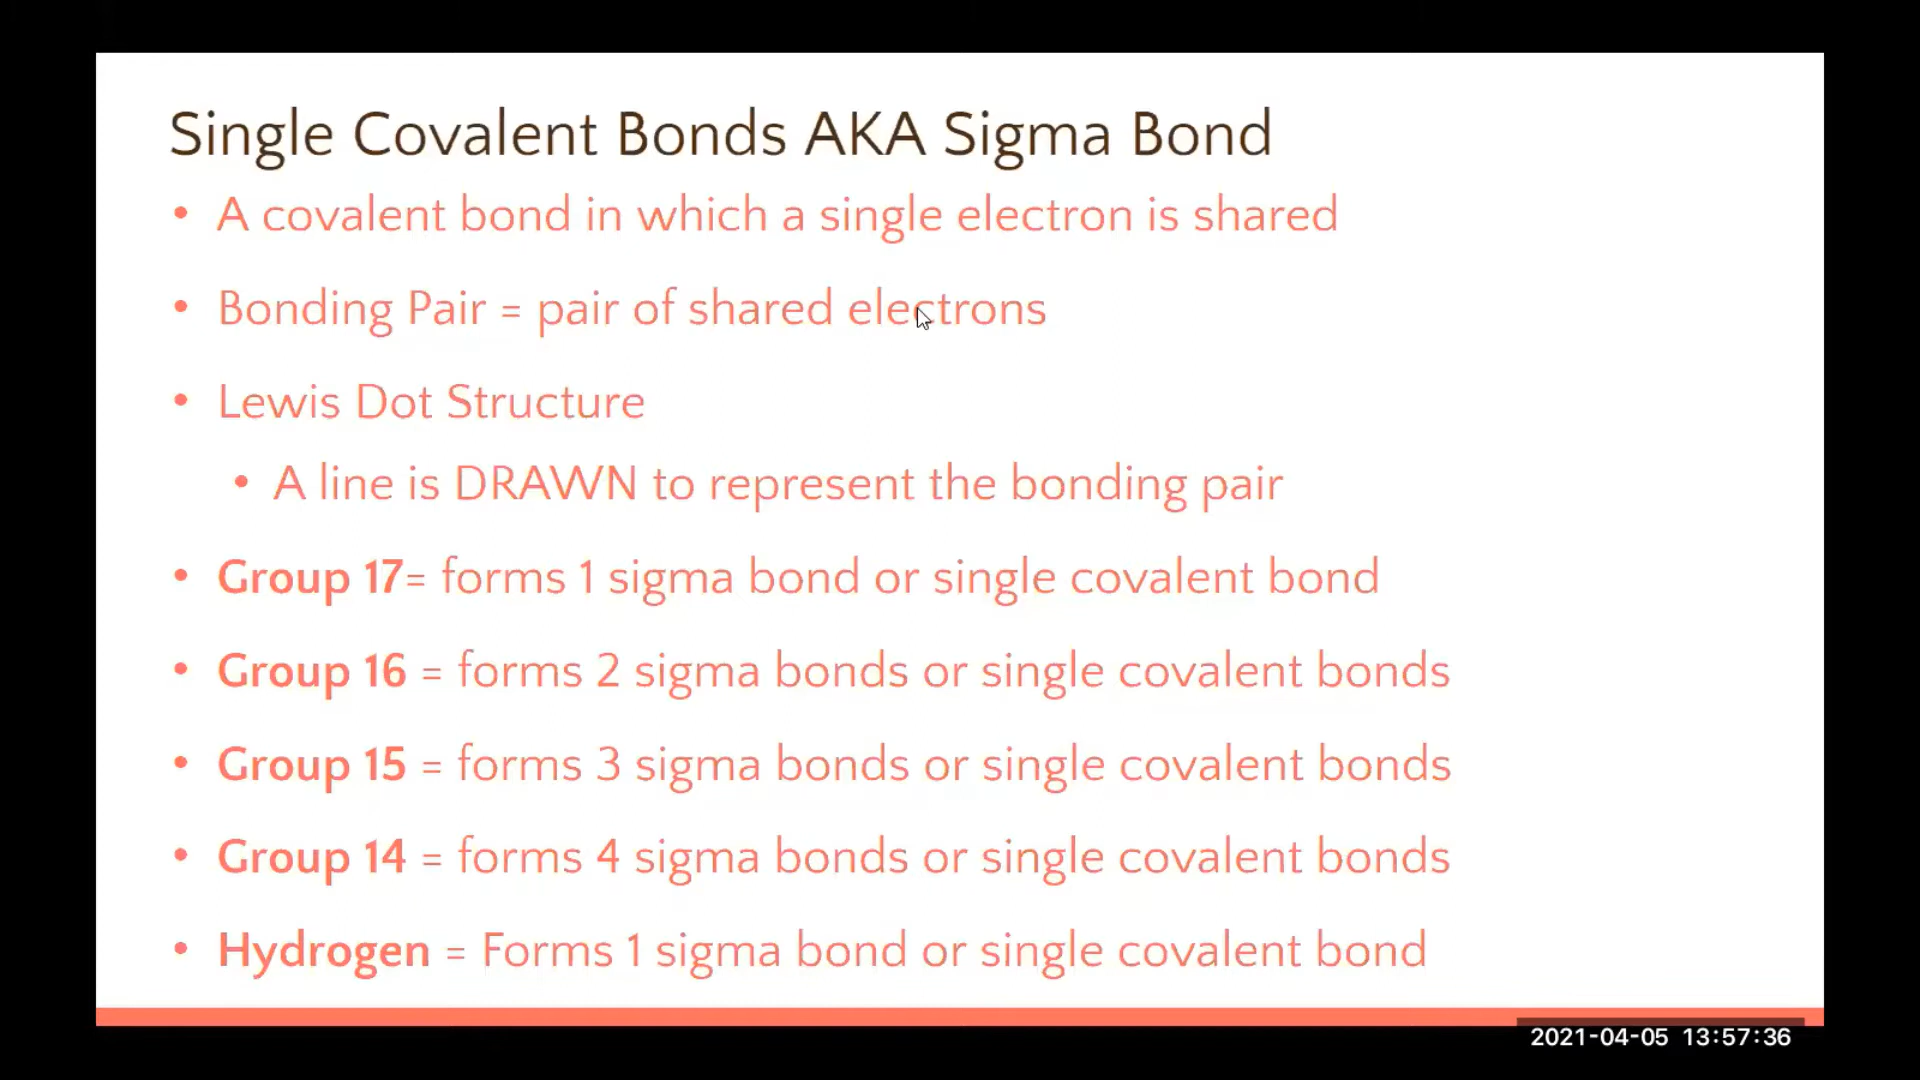 Single Covalent Bonds AKA Sigma Bond
• A covalent bond in which a single electron is shared
• Bonding Pair = pair of shared electrons
• Lewis Dot Structure
• A line is DRAWN to represent the bonding pair
• Group 17= forms 1 sigma bond or single covalent bond
• Group 16 = forms 2 sigma bonds or single covalent bonds
• Group 15 = forms 3 sigma bonds or single covalent bonds
• Group 14 = forms 4 sigma bonds or single covalent bonds
• Hydrogen = Forms 1 sigma bond or single covalent bond
2021-04-05 13:57:36